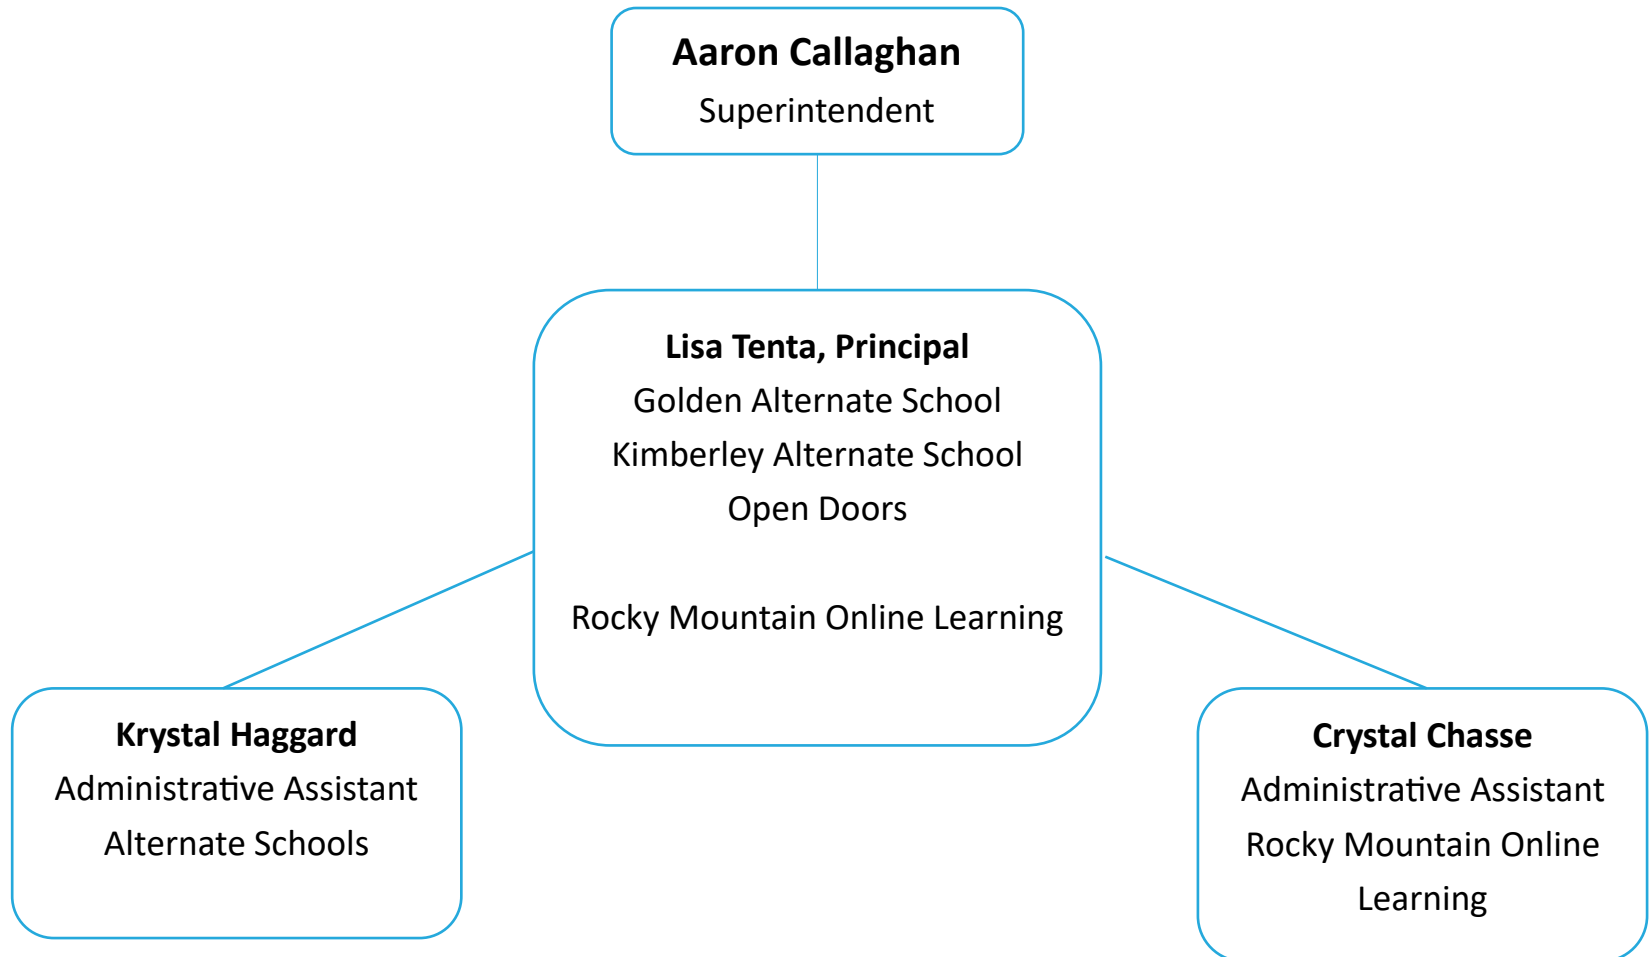 Aaron Callaghan
Superintendent
Lisa Tenta, Principal
Golden Alternate School
Kimberley Alternate School
Open Doors
Rocky Mountain Online Learning
Krystal Haggard
Administrative Assistant
Alternate Schools
Crystal Chasse
Administrative Assistant
Rocky Mountain Online
Learning